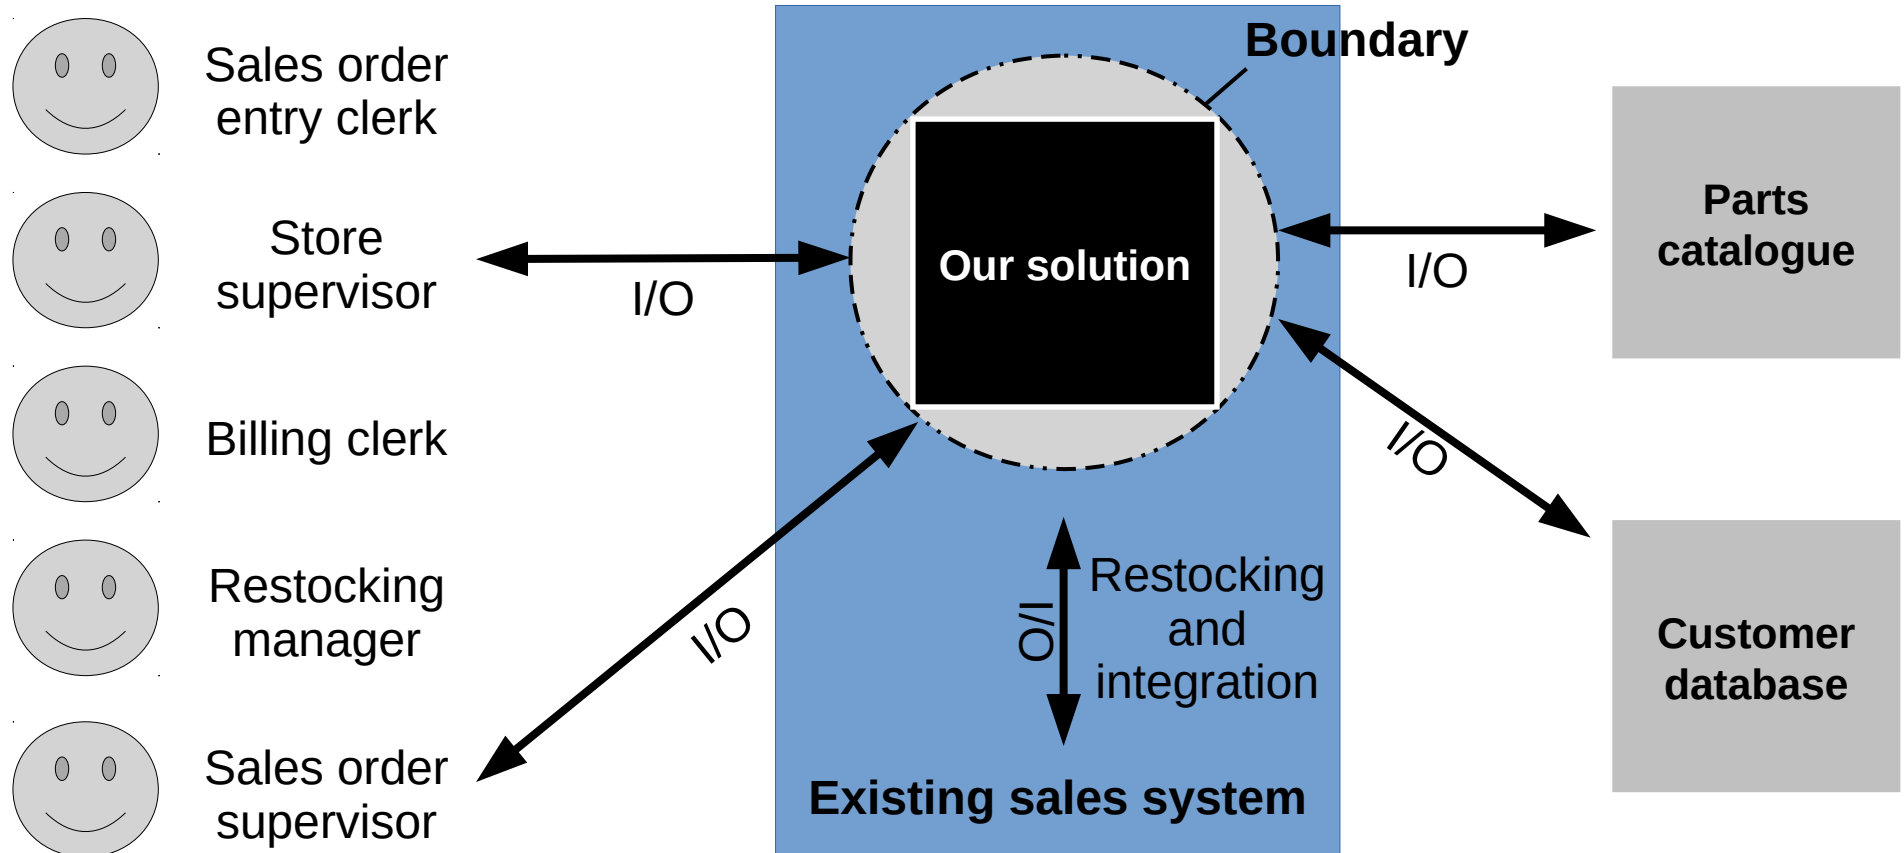 Sales order
entry clerk
Store
supervisor
Billing clerk
Restocking
manager
Sales order
supervisor
I/O
I/O
Boundary
Our solution
I/O
Restocking
and
integration
Existing sales system
I/O
I/O
Parts
catalogue
Customer
database